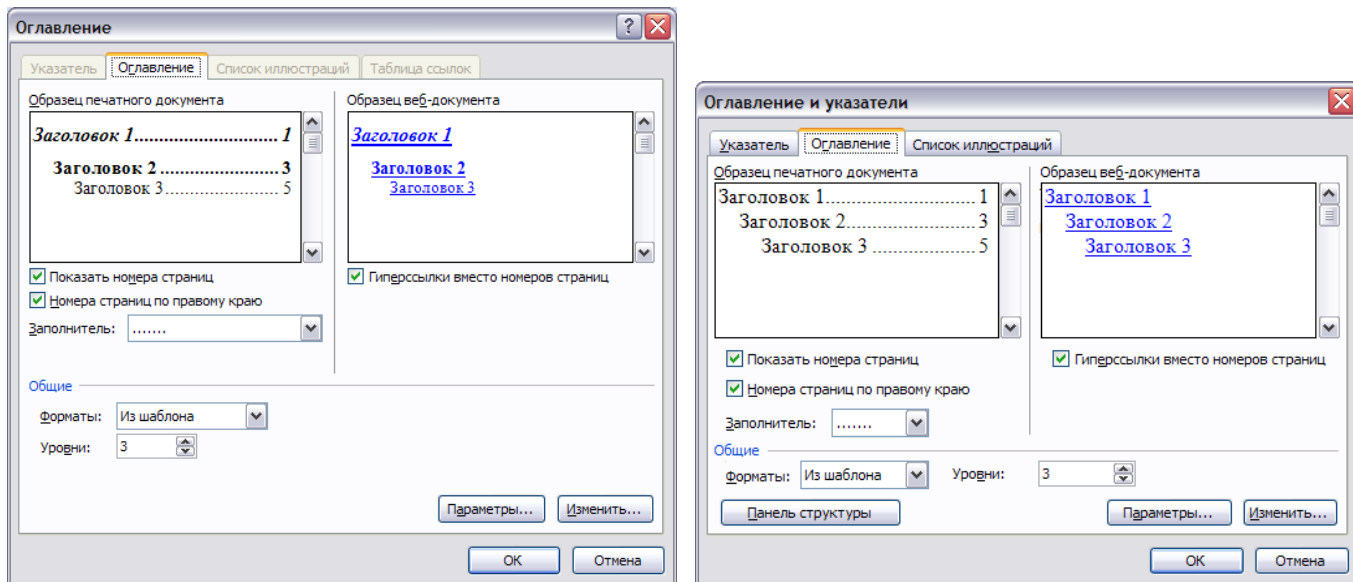 Оглавление
Указатель Оглавление Список иллюстраций Таблица ссылок
Образец печатного документа Образец веб-документа
Заголовок 1............................ 1 Заголовок 1
Заголовок 2 ...................... 3 Заголовок 2
Заголовок 3....................... 5 Заголовок 3
Показать номера страниц Гиперссылки вместо номеров страниц
Номера страниц по правому краю
Заполнитель: .......
Общие
Форматы: Из шаблона
Уровни: 3
Параметры... Изменить...
ОК Отмена
Оглавление и указатели
Указатель Оглавление Список иллюстраций
Образец печатного документа Образец веб-документа
Заголовок 1............................ 1 Заголовок 1
Заголовок 2........................ 3 Заголовок 2
Заголовок 3 .................... 5 Заголовок 3
Показать номера страниц Гиперссылки вместо номеров страниц
Номера страниц по правому краю
Заполнитель: .......
Общие
Форматы: Из шаблона Уровни: 3
Панель структуры Параметры... Изменить...
ОК Отмена